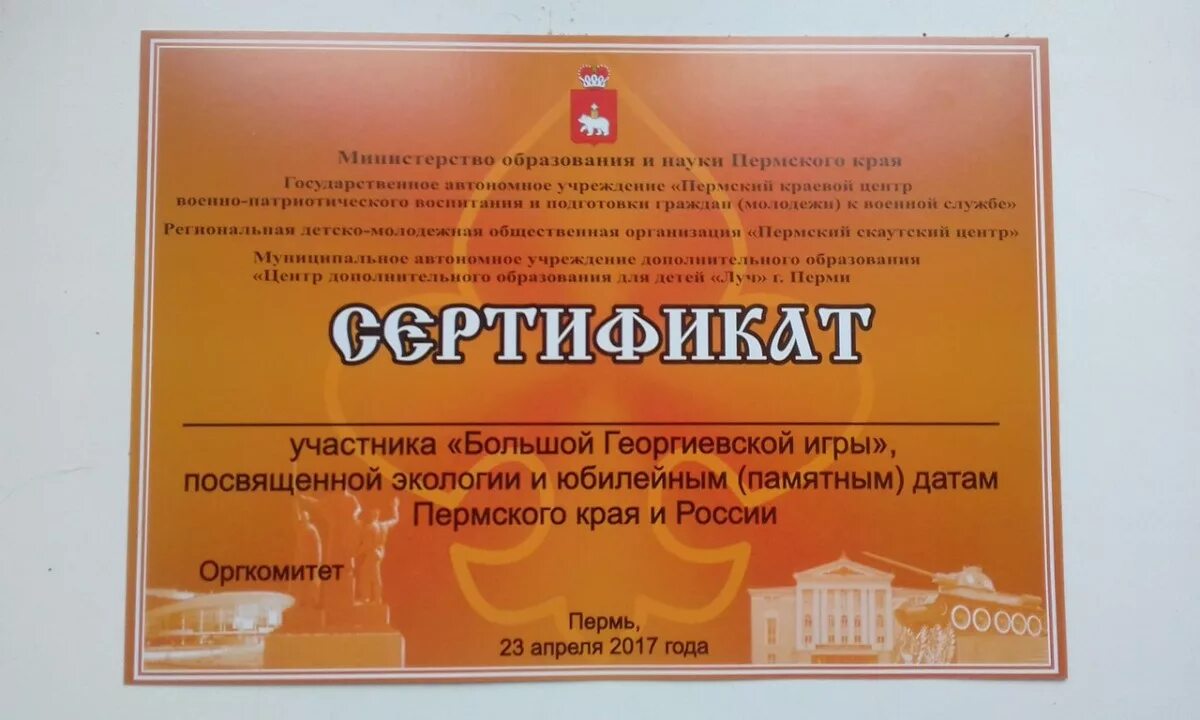 Министерство образования и науки Пермского края
Государственное автономное учреждение «Пермский краевой центр
военно-патриотического воспитания и подготовки граждан (молодежи) к военной службе»
Региональная детско-молодежная общественная организация «Пермский скаутский центр»
Муниципальное автономное учреждение дополнительного образования
«Центр дополнительного образования для детей «Луч» г. Перми
СЕРТИФИКАТ
участника «Большой Георгиевской игры»,
посвященной экологии и юбилейным (памятным) датам
Пермского края и России
Оргкомитет
Пермь,
23 апреля 2017 года